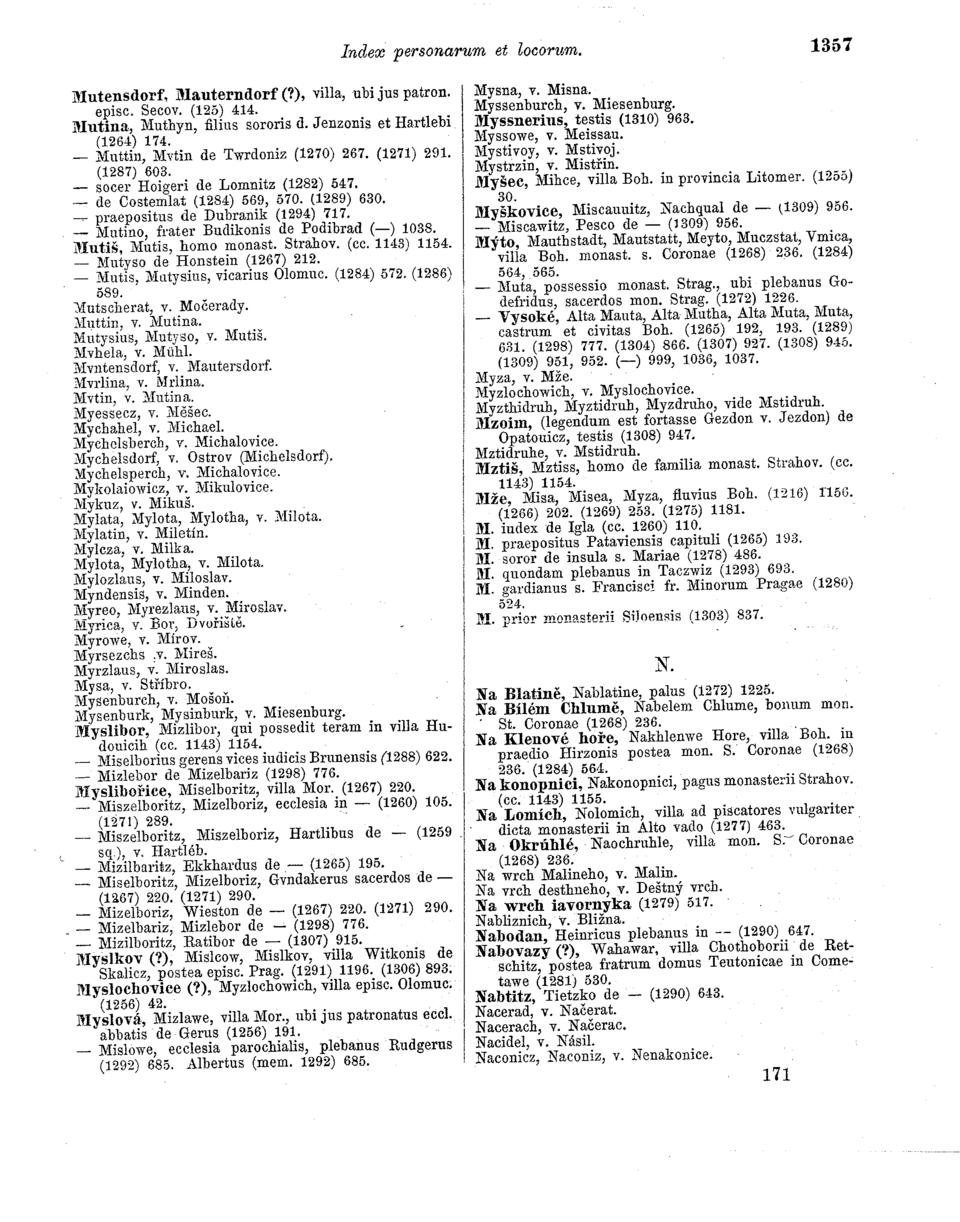 Index personarum et locorum.
1357
Mutensdorf, Mauterndorf (?), villa, ubi jus patron.
episc. Secov. (125) 414.
Mutina, Muthyn, filius sororis d. Jenzonis et Hartlebi
(1264) 174.
— Muttin, Mvtin de Twrdoniz (1270) 267. (1271) 291.
(1287) 603.
— socer Hoigeri de Lomnitz (1282) 547.
— de Costemlat (1284) 569, 570. (1289) 630.
— praepositus de Dubranik (1294) 717.
— Mutino, frater Budikonis de Podibrad (—) 1038.
Mutiš, Mutis, homo monast. Strahov. (cc. 1143) 1154.
— Mutyso de Honstein (1267) 212.
— Mutis, Mutysius, vicarius Olomuc. (1284) 572. (1286)
589.
Mutscherat, v. Močerady.
Muttin, v. Mutina.
Mutysius, Mutyso, v. Mutiš.
Mvhela, v. Mühl.
Mvntensdorf, v. Mautersdorf.
Mvrlina, v. Mrlina.
Mvtin, v. Mutina.
Myessecz, v. Měšec.
Mychahel, v. Michael.
Mychelsberch, v. Michalovice.
Mychelsdorf, v. Ostrov (Michelsdorf).
Mychelsperch, v. Michalovice.
Mykolaiowicz, v. Mikulovice.
Mykuz, v. Mikuš.
Mylata, Mylota, Mylotha, v. Milota.
Mylatin, v. Miletín.
Mylcza, v. Milka.
Mylota, Mylotha, v. Milota.
Mylozlaus, v. Miloslav.
Myndensis, v. Minden.
Myreo, Myrezlaus, v. Miroslav.
Myrica, v. Bor, Dvořiště.
Myrowe, v. Mírov.
Myrsezchs v. Mireš.
Myrzlaus, v. Miroslas.
Mysa, v. Stříbro.
Mysenburch, v. Mošoň.
Mysenburk, Mysinburk, v. Miesenburg.
Myslibor, Mizlibor, qui possedit teram in villa Hu-
douicih (cc. 1143) 1154.
— Miselborius gerens vices iudicis Brunensis (1288) 622.
— Mizlebor de Mizelbariz (1298) 776.
Myslibořice, Miselboritz, villa Mor. (1267) 220.
— Miszelboritz, Mizelboriz, ecclesia in — (1260) 105.
(1271) 289.
— Miszelboritz, Miszelboriz, Hartlibus de — (1259
sq.), v. Hartléb.
— Mizilbaritz, Ekkhardus de — (1265) 195.
— Miselboritz, Mizelboriz, Gvndakerus sacerdos de —
(1267) 220. (1271) 290.
— Mizelboriz, Wieston de — (1267) 220. (1271) 290.
— Mizelbariz, Mizlebor de — (1298) 776.
— Mizilboritz, Ratibor de — (1307) 915.
Myslkov (?), Mislcow, Mislkov, villa Witkonis de
Skalicz, postea episc. Prag. (1291) 1196. (1306) 893.
Myslochovice (?), Myzlochowich, villa episc. Olomuc.
(1256) 42.
Myslová, Mizlawe, villa Mor., ubi jus patronatus eccl.
abbatis de Gerus (1256) 191.
— Mislowe, ecclesia parochialis, plebanus Rudgerus
(1292) 685. Albertus (mem. 1292) 685.
Mysna, v. Misna.
Myssenburch, v. Miesenburg.
Myssnerius, testis (1310) 963.
Myssowe, v. Meissau.
Mystivoy, v. Mstivoj.
Mystrzin, v. Mistřin.
Myšec, Mihce, villa Boh. in provincia Litomer. (1255)
30.
Myškovice, Miscauuitz, Nachqual de — (1309) 956.
— Miscawitz, Pesco de — (1309) 956.
Mýto, Mauthstadt, Mautstatt, Meyto, Muczstat, Vmica,
villa Boh. monast. s. Coronae (1268) 236. (1284)
564, 565.
— Muta, possessio monast. Strag., ubi plebanus Go-
defridus, sacerdos mon. Strag. (1272) 1226.
— Vysoké, Alta Mauta, Alta Mutha, Alta Muta, Muta,
castrum et civitas Boh. (1265) 192, 193. (1289)
631. (1298) 777. (1304) 866. (1307) 927. (1308) 945.
(1309) 951, 952. (—) 999, 1036, 1037.
Myza, v. Mže.
Myzlochowich, v. Myslochovice.
Myzthidruh, Myztidruh, Myzdruho, vide Mstidruh.
Mzoim, (legendum est fortasse Gezdon v. Jezdon) de
Opatouicz, testis (1308) 947.
Mztidruhe, v. Mstidruh.
Mztiš, Mztiss, homo de familia monast. Strahov. (cc.
1143) 1154.
Mže, Misa, Misea, Myza, fluvius Boh. (1216) 1156.
(1266) 202. (1269) 253. (1275) 1181.
M. index de Igla (cc. 1260) 110.
M. praepositus Pataviensis capituli (1265) 193.
M. soror de insula s. Mariae (1278) 486.
M. quondam plebanus in Taczwiz (1293) 693.
M. gardianus s. Francisci fr. Minorum Pragae (1280)
524.
M. prior monasterii Siloensis (1303) 837.
N.
Na Blatině, Nablatine, palus (1272) 1225.
Na Bílém Chlumě, Nabelem Chlume, bonum mon.
St. Coronae (1268) 236.
Na Klenové hoře, Nakhlenwe Hore, villa Boh. in
praedio Hirzonis postea mon. S. Coronae (1268)
236. (1284) 564.
Na konopnici, Nakonopnici, pagus monasterii Strahov.
(cc. 1143) 1155.
Na Lomích, Nolomich, villa ad piscatores vulgariter
dicta monasterii in Alto vado (1277) 463.
Na Okrúhlé, Naochruhle, villa mon. S. Coronae
(1268) 236.
Na wrch Malineho, v. Malin.
Na vrch desthneho, v. Deštný vrch.
Na wrch iavornyka (1279) 517.
Nabliznich, v. Bližna.
Nabodan, Heinricus plebanus in -- (1290) 647.
Nabovazy (?), Wahawar, villa Chothoborii de Ret-
schitz, postea fratrum domus Teutonicae in Come-
tawe (1281) 530.
Nabtitz, Tietzko de — (1290) 643.
Nacerad, v. Načerat.
Nacerach, v. Načerac.
Nacidel, v. Násil.
Naconicz, Naconiz, v. Nenakonice.
171